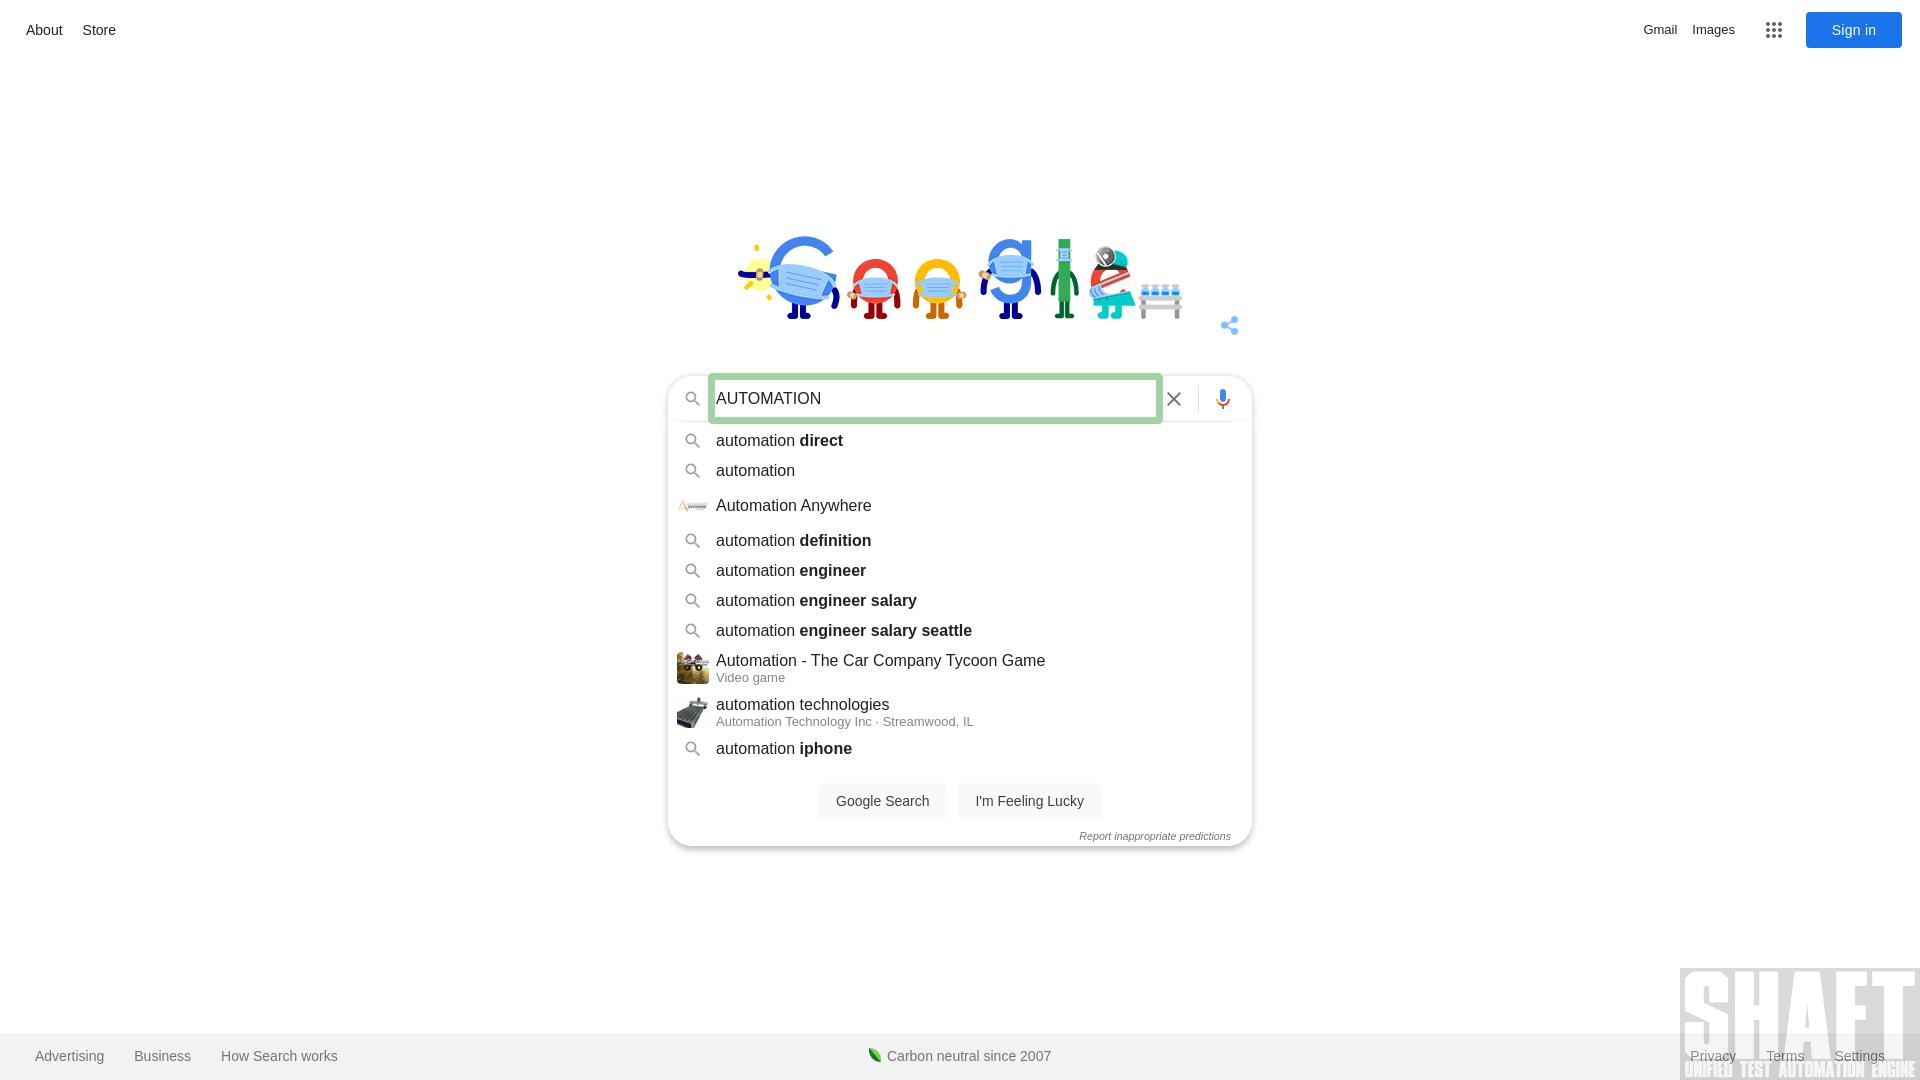 About Store
Gmail Images Sign in
Google
AUTOMATION
automation direct
automation
Automation Anywhere
automation definition
automation engineer
automation engineer salary
automation engineer salary seattle
Automation - The Car Company Tycoon Game
Video game
automation technologies
Automation Technology Inc · Streamwood, IL
automation iphone
Google Search I'm Feeling Lucky
Report inappropriate predictions
SHAFT
Advertising Business How Search works Carbon neutral since 2007 Privacy Terms Settings
UNIFIED TEST AUTOMATION ENGINE